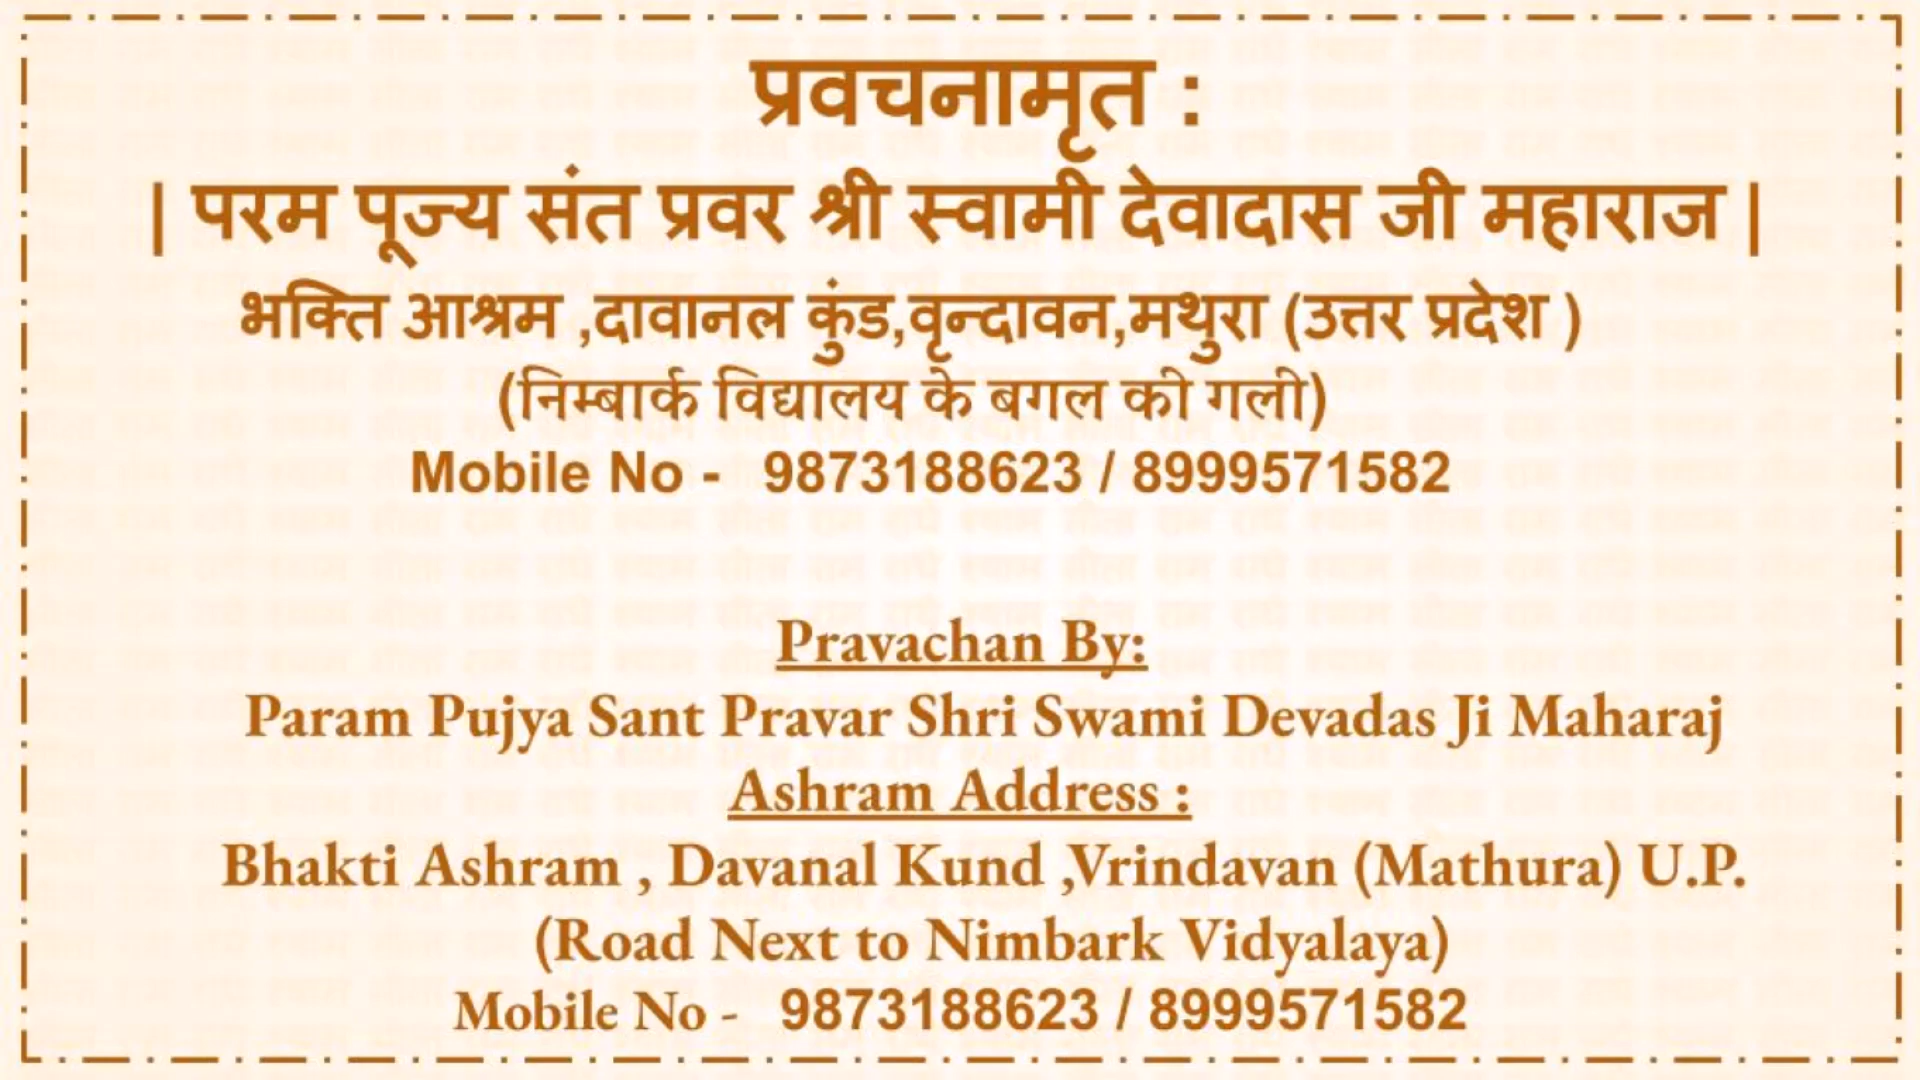 प्रवचनामृत :
| परम पूज्य संत प्रवर श्री स्वामी देवादास जी महाराज |
भक्ति आश्रम ,दावानल कुंड,वृन्दावन,मथुरा (उत्तर प्रदेश )
(निम्बार्क विद्यालय के बगल की गली)
Mobile No - 9873188623 / 8999571582
Pravachan By:
Param Pujya Sant Pravar Shri Swami Devadas Ji Maharaj
Ashram Address :
Bhakti Ashram , Davanal Kund ,Vrindavan (Mathura) U.P.
(Road Next to Nimbark Vidyalaya)
Mobile No - 9873188623 / 8999571582